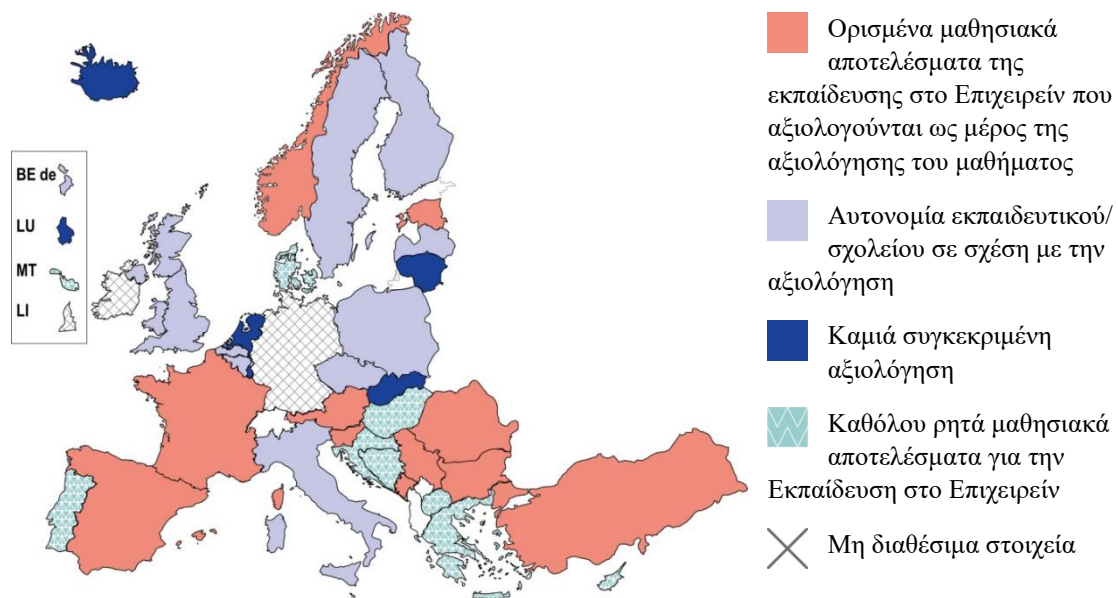 BE de
LU
MT
LI
Ορισμένα μαθησιακά
αποτελέσματα της
εκπαίδευσης στο Επιχειρείν που
αξιολογούνται ως μέρος της
αξιολόγησης του μαθήματος
Αυτονομία εκπαιδευτικού/
σχολείου σε σχέση με την
αξιολόγηση
Καμιά συγκεκριμένη
αξιολόγηση
Καθόλου ρητά μαθησιακά
αποτελέσματα για την
Εκπαίδευση στο Επιχειρείν
Μη διαθέσιμα στοιχεία